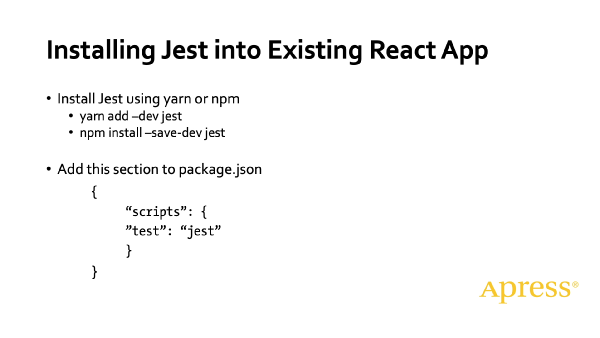 Installing Jest into Existing React App
• Install Jest using yarn or npm
• yarn add –dev jest
• npm install –save-dev jest
• Add this section to package.json
{
“scripts”: {
”test”: “jest”
}
}
Apress®